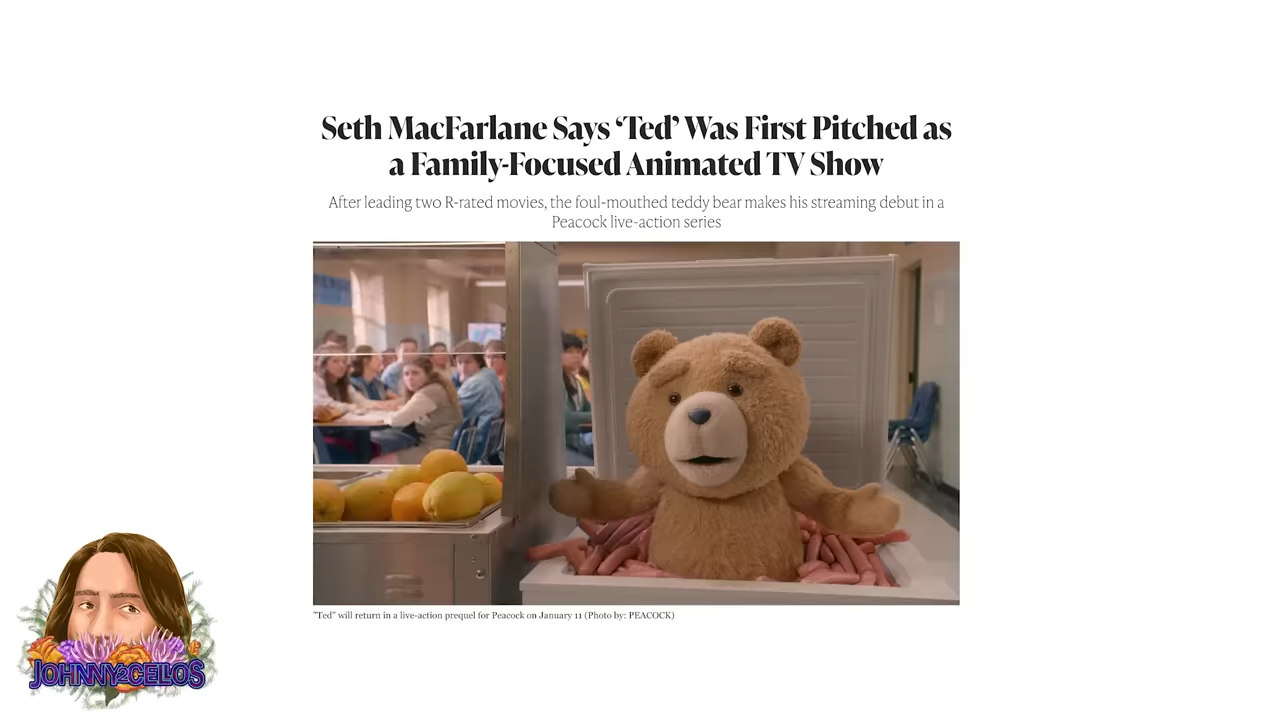 Seth MacFarlane Says ‘Ted’ Was First Pitched as
a Family-Focused Animated TV Show
After leading two R-rated movies, the foul-mouthed teddy bear makes his streaming debut in a
Peacock live-action series
"Ted" will return in a live-action prequel for Peacock on January 11 (Photo by: PEACOCK)
JOHNNY2CELLOS